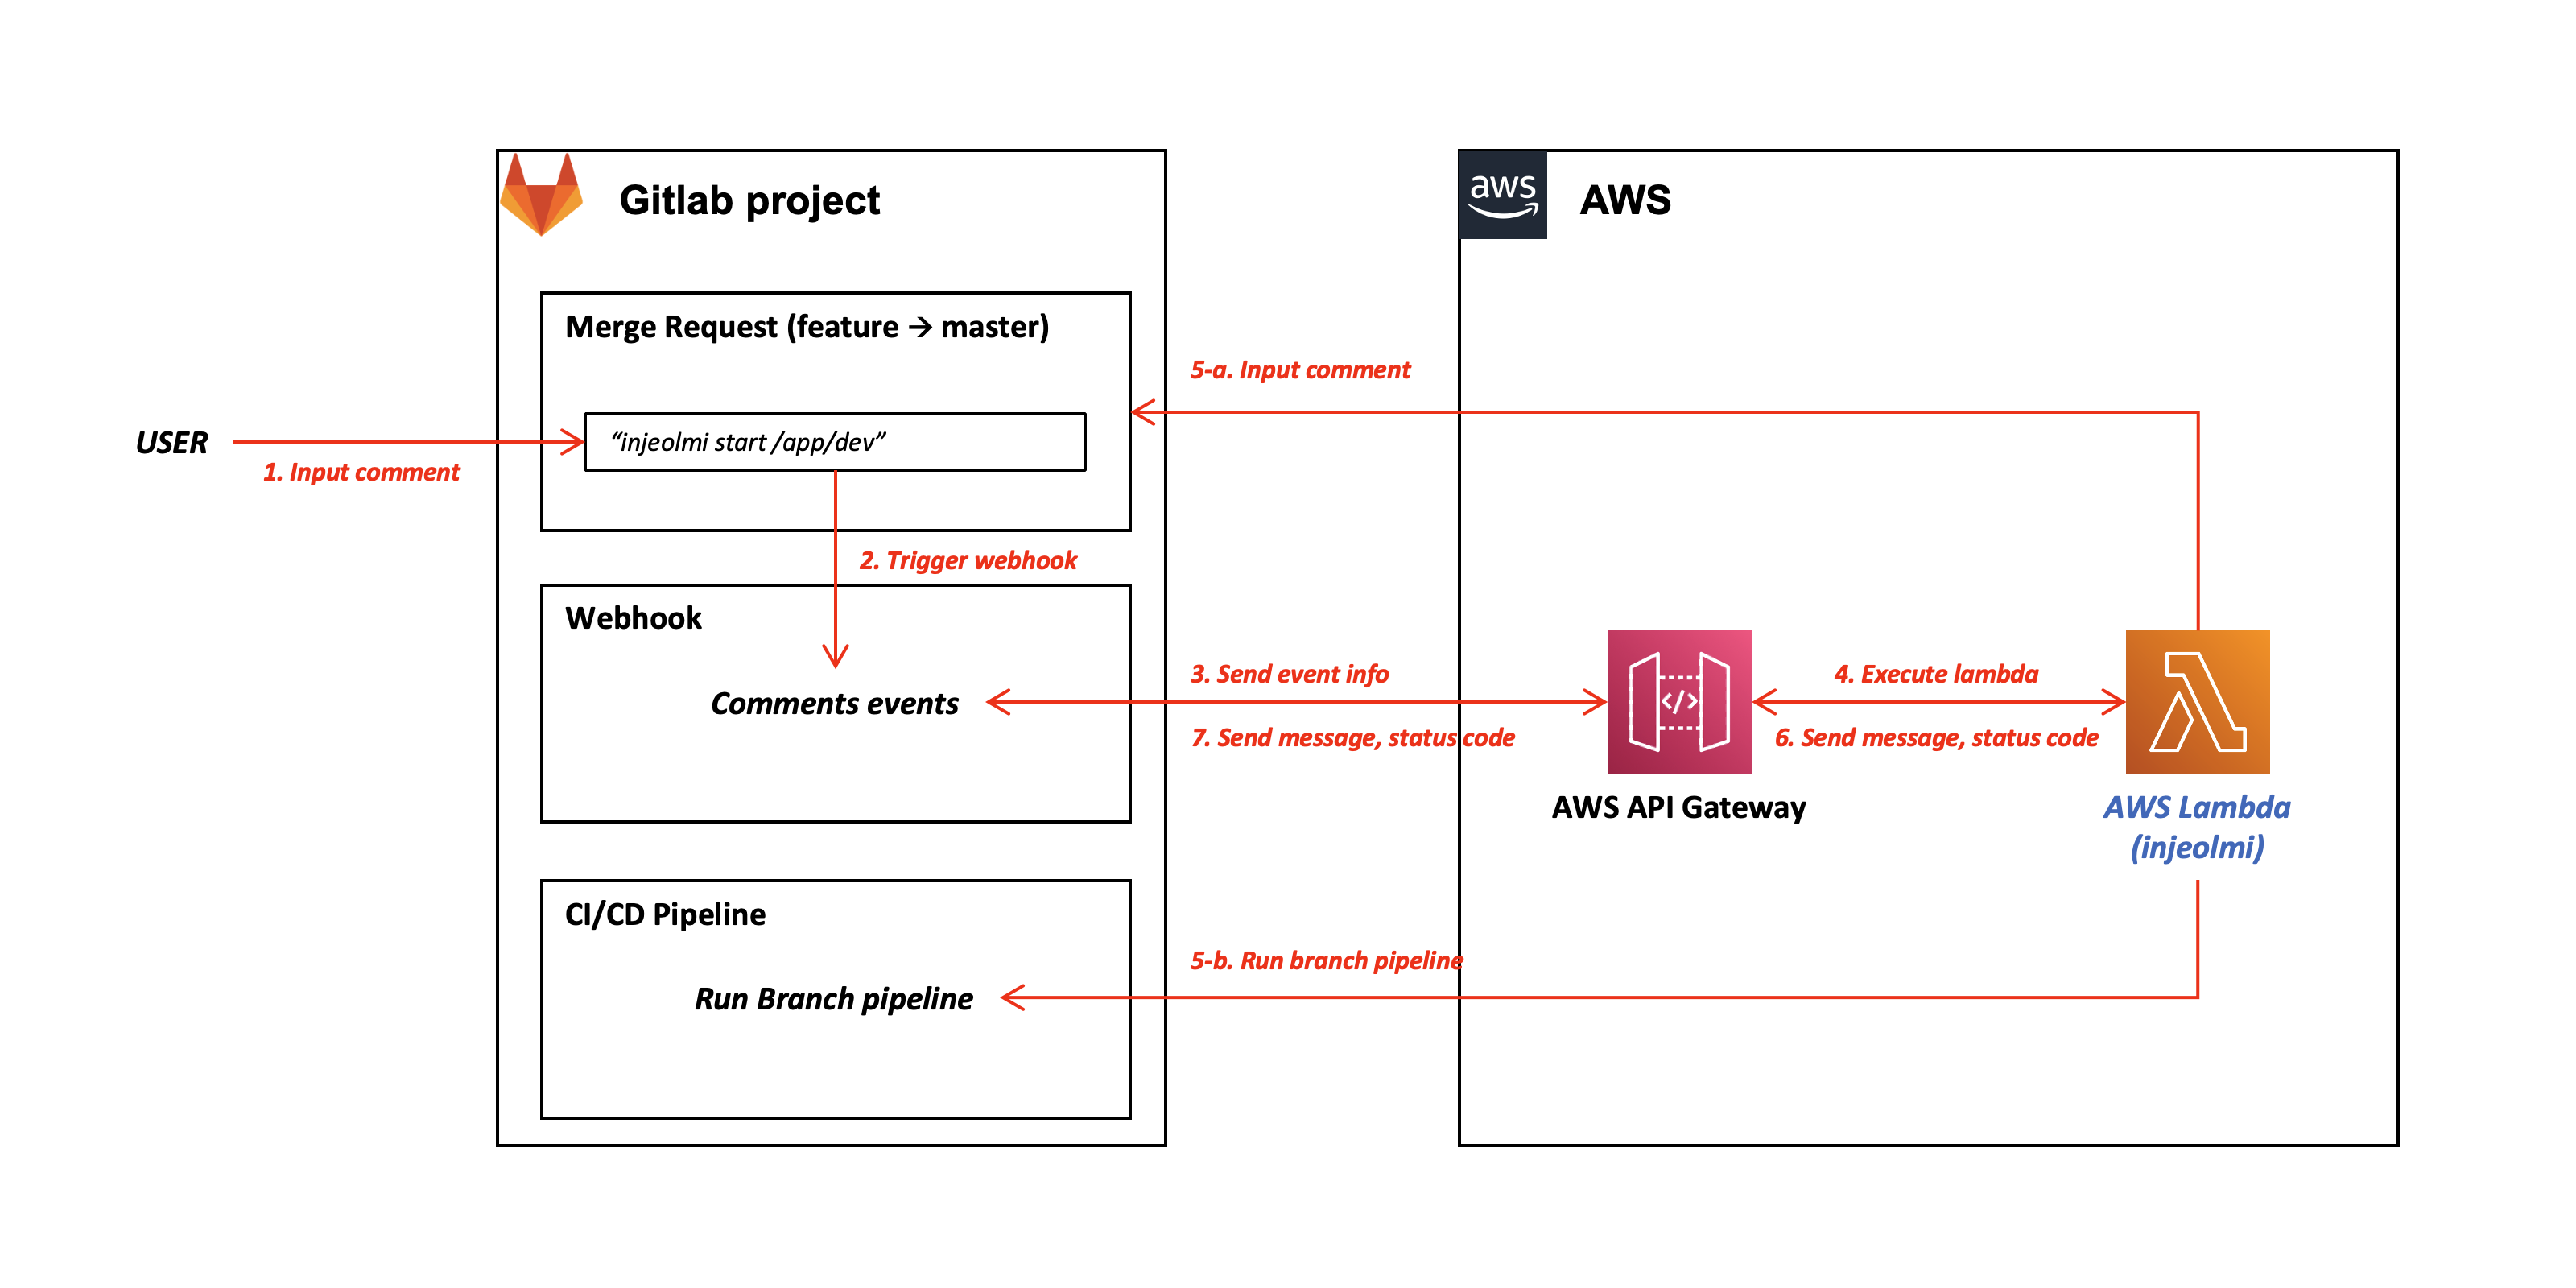 Gitlab project
aws
AWS
Merge Request (feature → master)
5-a. Input comment
USER
“injeolmi start /app/dev”
1. Input comment
2. Trigger webhook
Webhook
Comments events
3. Send event info
7. Send message, status code
</>
4. Execute lambda
6. Send message, status code
AWS API Gateway
AWS Lambda
(injeolmi)
CI/CD Pipeline
5-b. Run branch pipeline
Run Branch pipeline